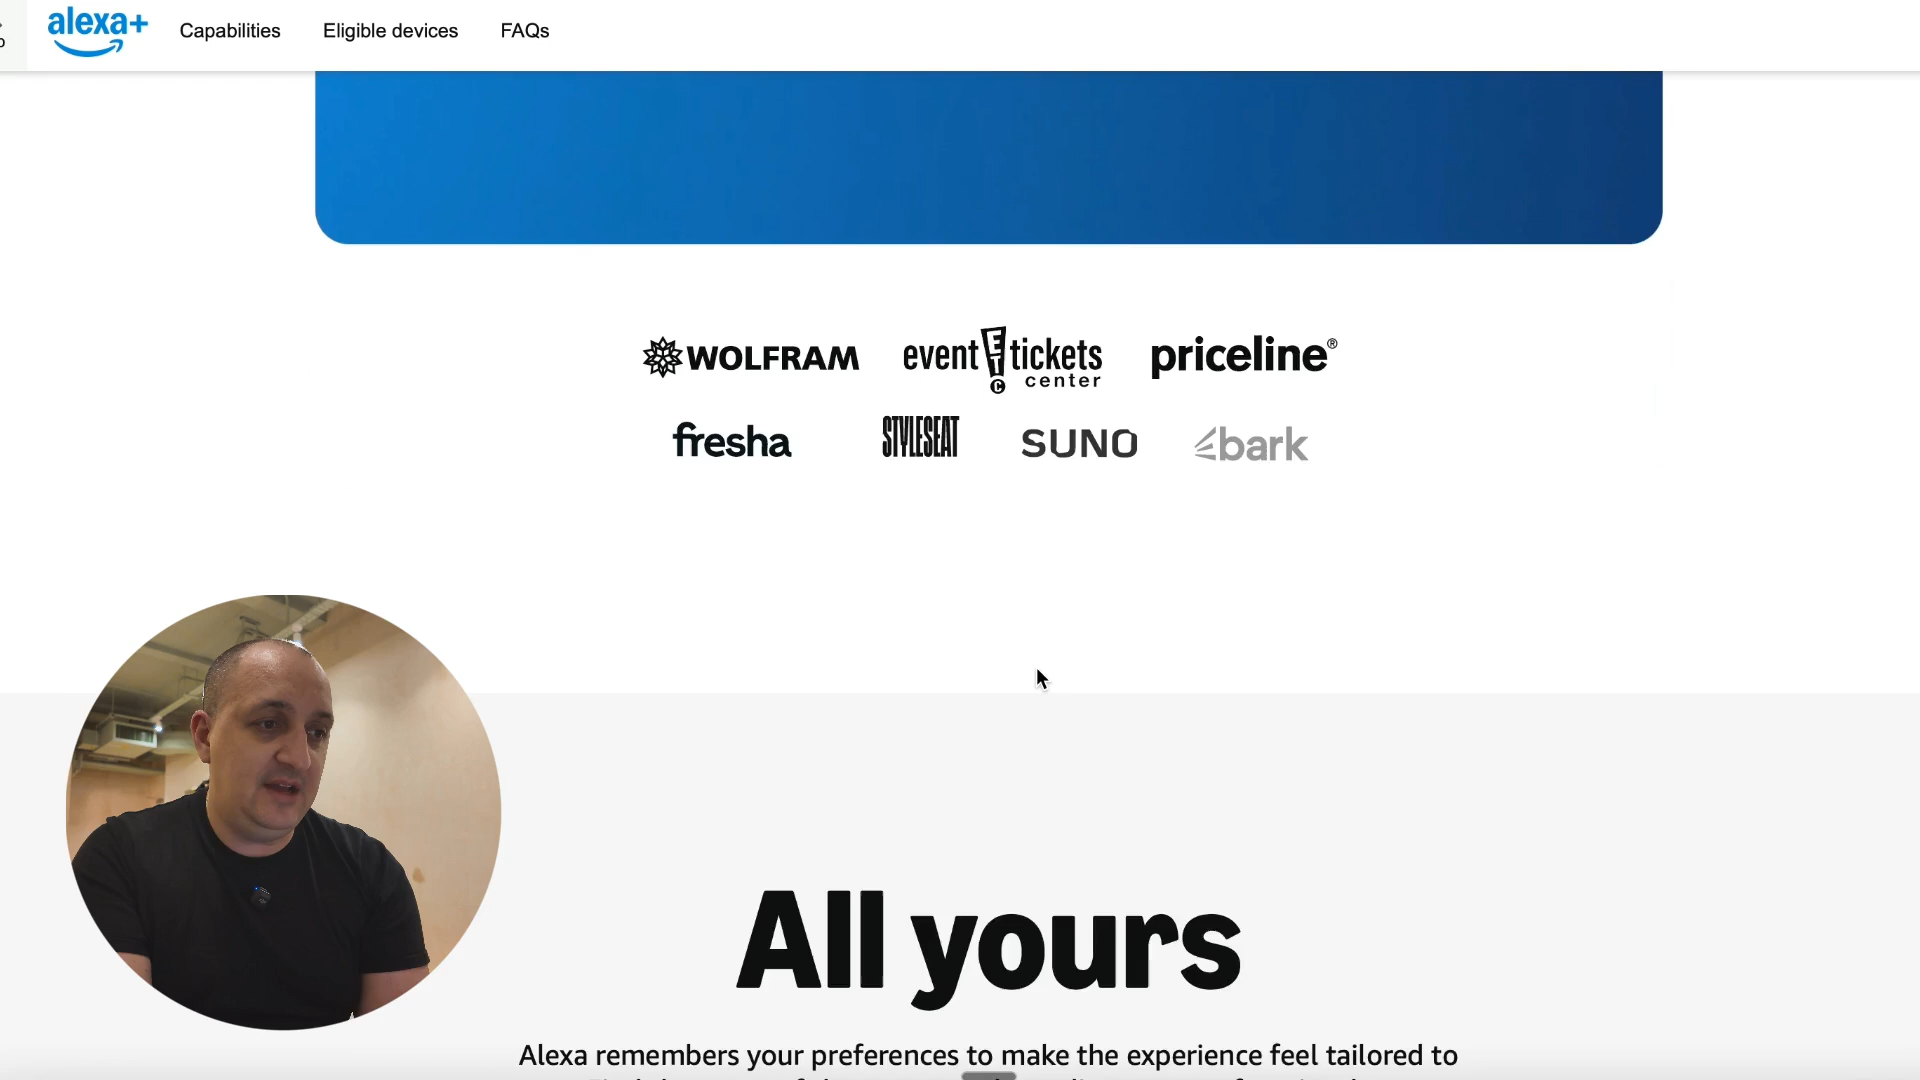 alexa+ Capabilities Eligible devices FAQs
WOLFRAM event tickets center priceline®
fresha STYLESEAT SUNO bark
All yours
Alexa remembers your preferences to make the experience feel tailored to